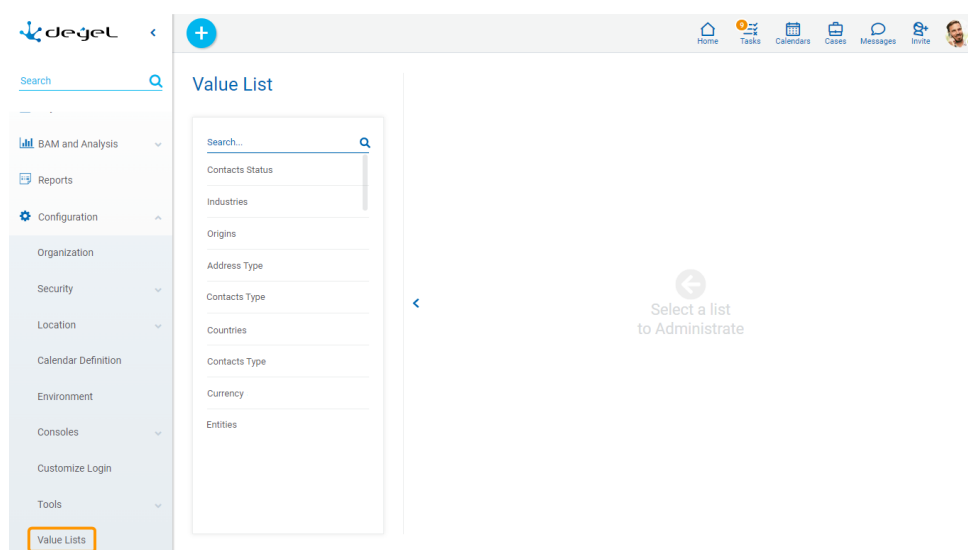 deyel
Home
9
Tasks
Calendars
Cases
Messages
Invite
Search
BAM and Analysis
Reports
Configuration
Organization
Security
Location
Calendar Definition
Environment
Consoles
Customize Login
Tools
Value Lists
Value List
Search...
Contacts Status
Industries
Origins
Address Type
Contacts Type
Countries
Contacts Type
Currency
Entities
Select a list
to Administrate